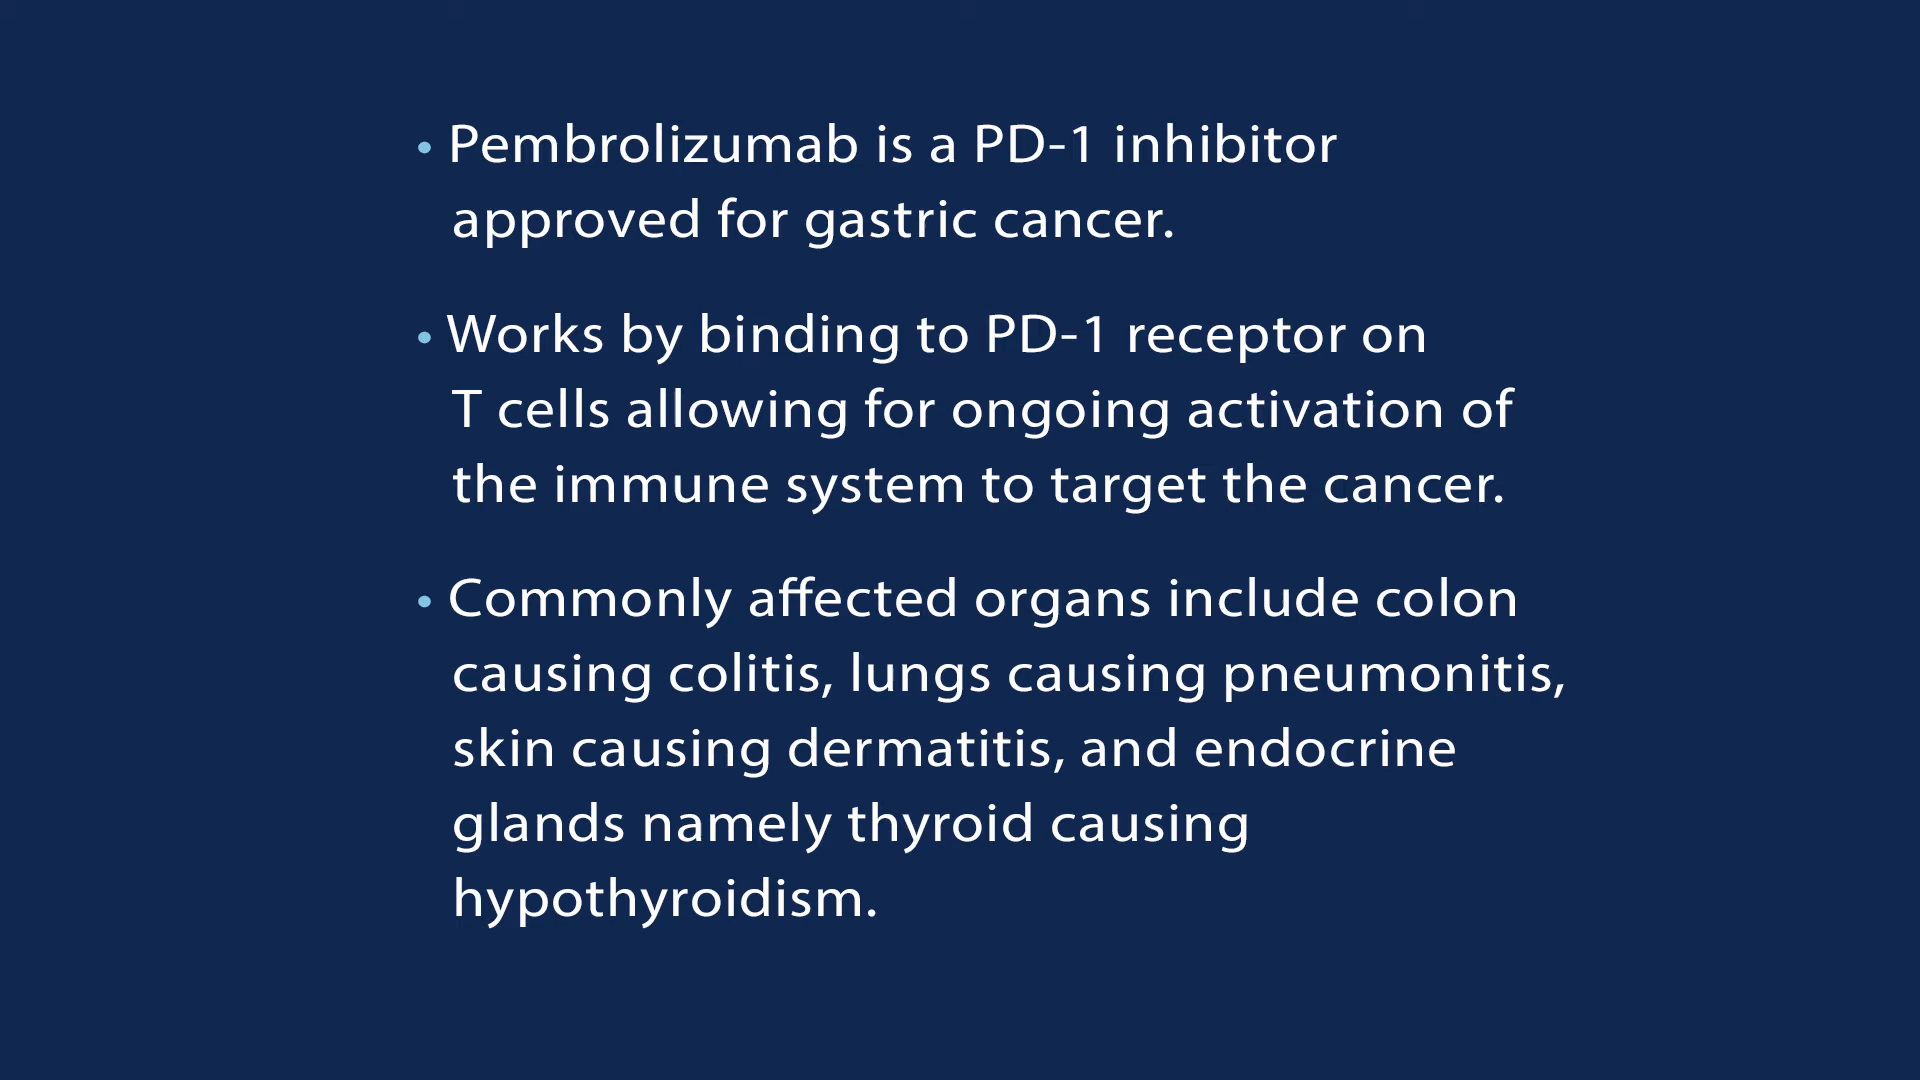 • Pembrolizumab is a PD-1 inhibitor
approved for gastric cancer.
• Works by binding to PD-1 receptor on
T cells allowing for ongoing activation of
the immune system to target the cancer.
• Commonly affected organs include colon
causing colitis, lungs causing pneumonitis,
skin causing dermatitis, and endocrine
glands namely thyroid causing
hypothyroidism.